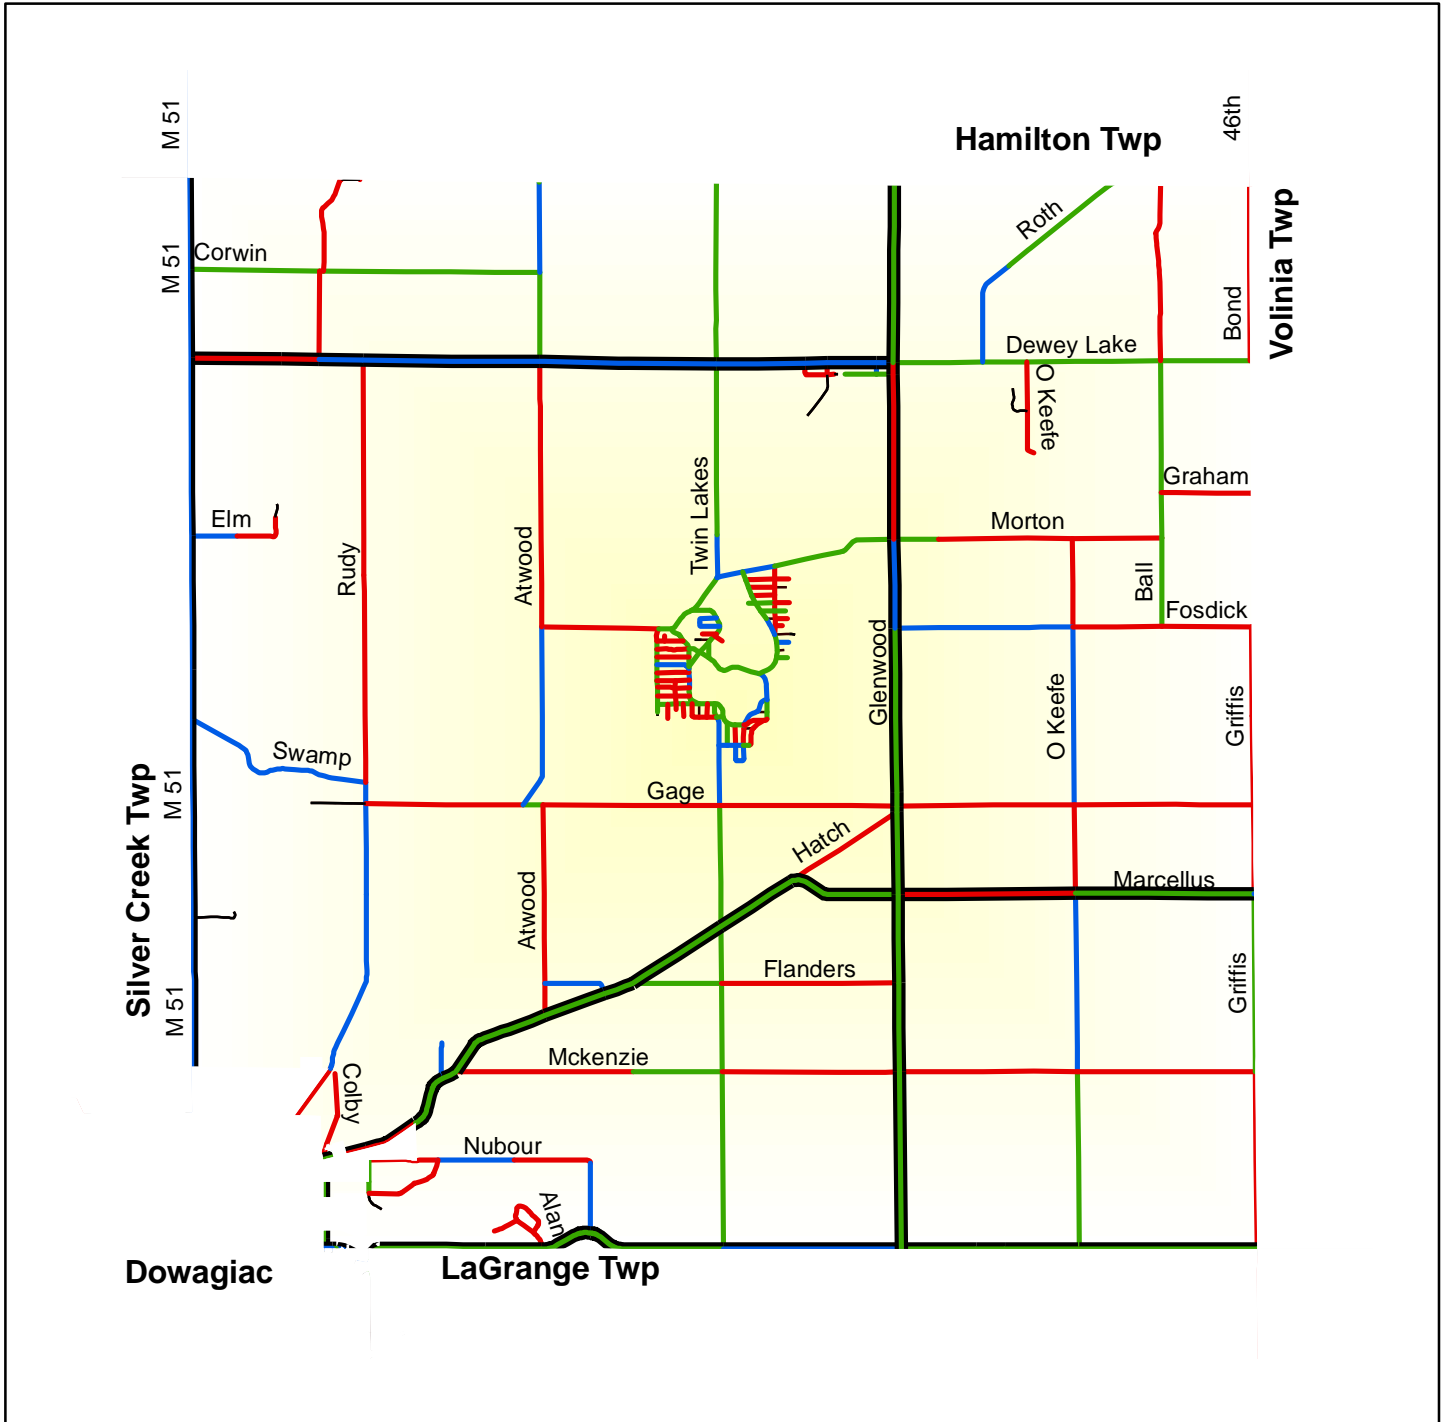 M 51
46th
Hamilton Twp
Roth
Volinia Twp
M 51
Corwin
Bond
Dewey Lake
O Keefe
Graham
Twin Lakes
Elm
Morton
Rudy
Atwood
Ball
Fosdick
Glenwood
O Keefe
Griffis
Swamp
Silver Creek Twp
M 51
Gage
Hatch
Marcellus
Atwood
Flanders
Griffis
M 51
Mckenzie
Colby
Nubour
Alan
Dowagiac
LaGrange Twp